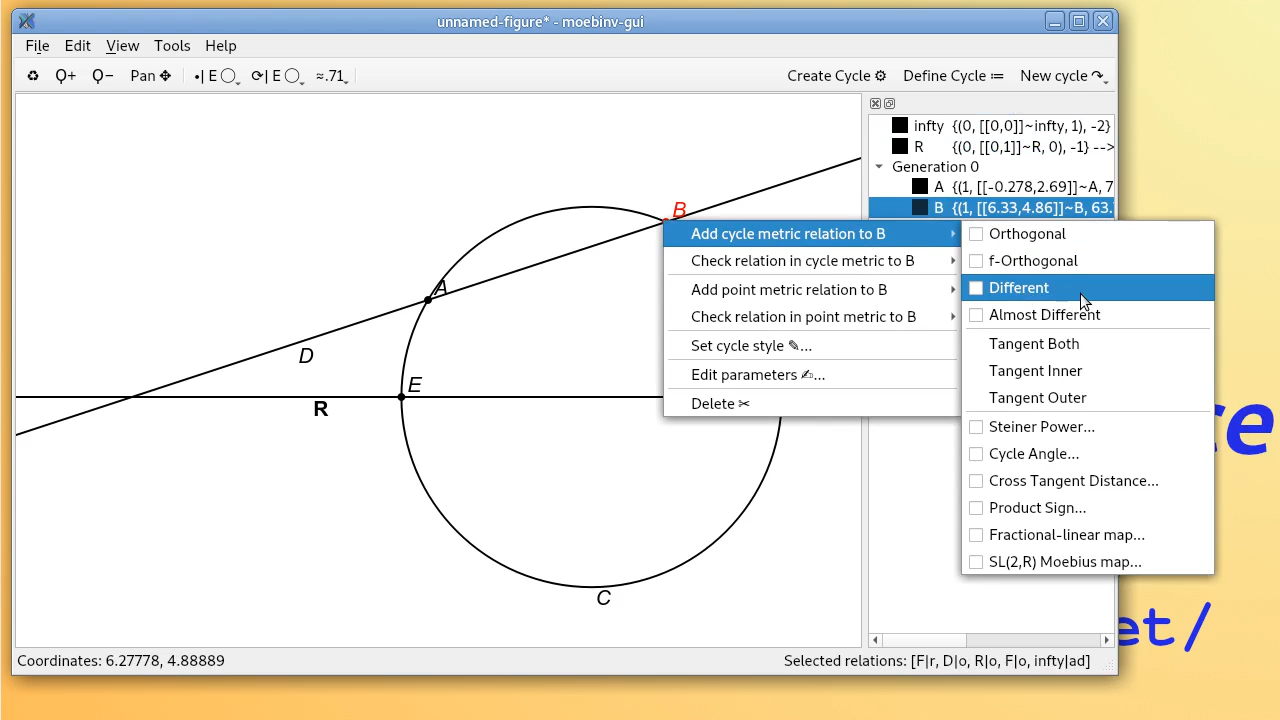 unnamed-figure* - moebinv-gui
File Edit View Tools Help
♻ Ϙ+ Ϙ− Pan ✥ •| E ◯ ⟳| E ◯ ≈.71 Create Cycle ⚙ Define Cycle ≔ New cycle ↷
infty {(0, [[0,0]]~infty, 1), -2}
R {(0, [[0,1]]~R, 0), -1} -->
Generation 0
A {(1, [[-0.278,2.69]]~A, 7
B {(1, [[6.33,4.86]]~B, 63.
B
A
D
E
R
C
Add cycle metric relation to B
Check relation in cycle metric to B
Add point metric relation to B
Check relation in point metric to B
Set cycle style ✎...
Edit parameters ✍...
Delete ✂
Orthogonal
f-Orthogonal
Different
Almost Different
Tangent Both
Tangent Inner
Tangent Outer
Steiner Power...
Cycle Angle...
Cross Tangent Distance...
Product Sign...
Fractional-linear map...
SL(2,R) Moebius map...
et/
Coordinates: 6.27778, 4.88889
Selected relations: [F|r, D|o, R|o, F|o, infty|ad]